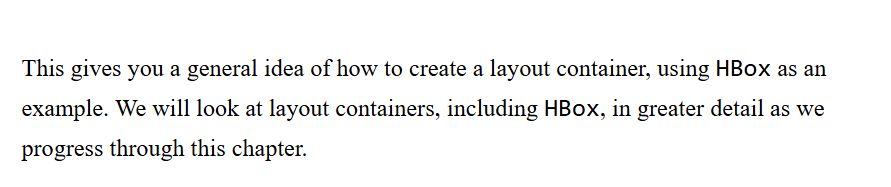 This gives you a general idea of how to create a layout container, using HBox as an
example. We will look at layout containers, including HBox, in greater detail as we
progress through this chapter.